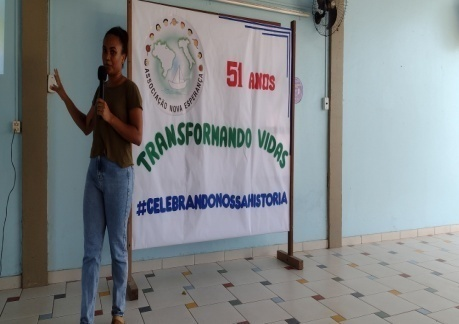 ASSOCIAÇÃO NOVA ESPERANÇA
51 ANOS
TRANSFORMANDO VIDAS
#CELEBRANDONOSSAHISTORIA